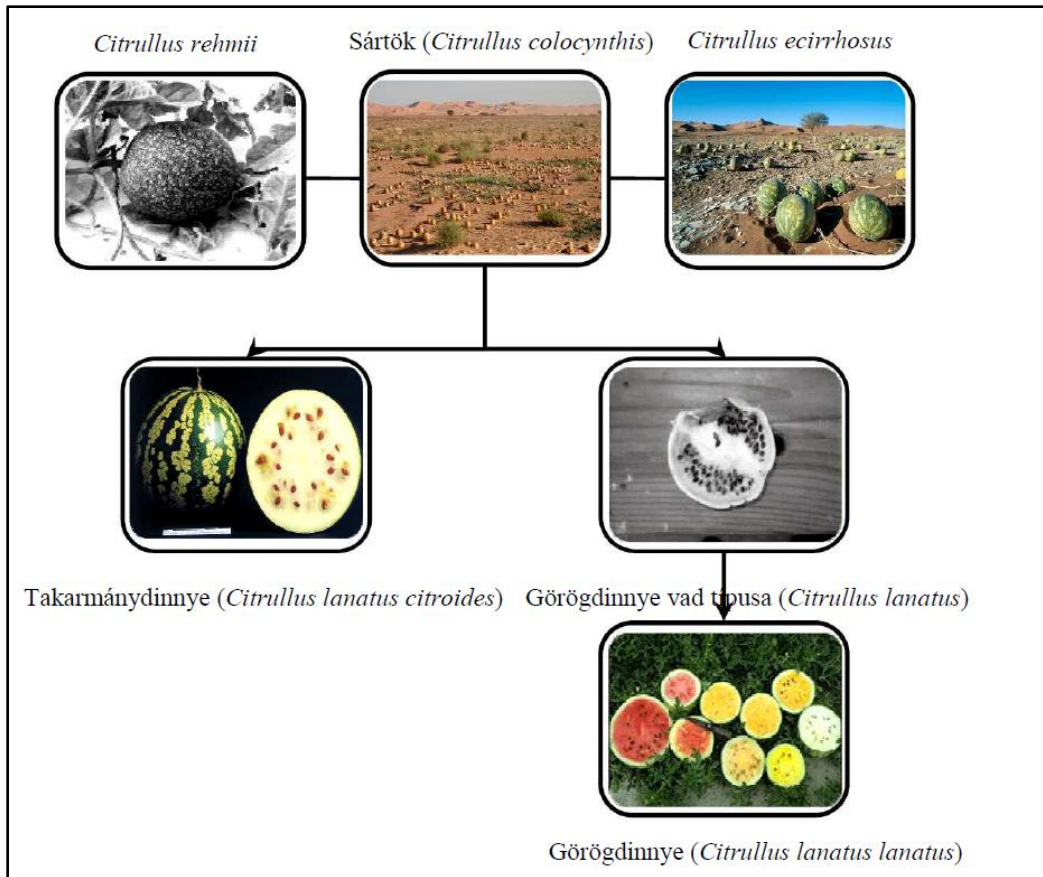 Citrullus rehmii
Sártök (Citrullus colocynthis)
Citrullus ecirrhosus
Takarmánydinnye (Citrullus lanatus citroides)
Görögdinnye vad típusa (Citrullus lanatus)
Görögdinnye (Citrullus lanatus lanatus)